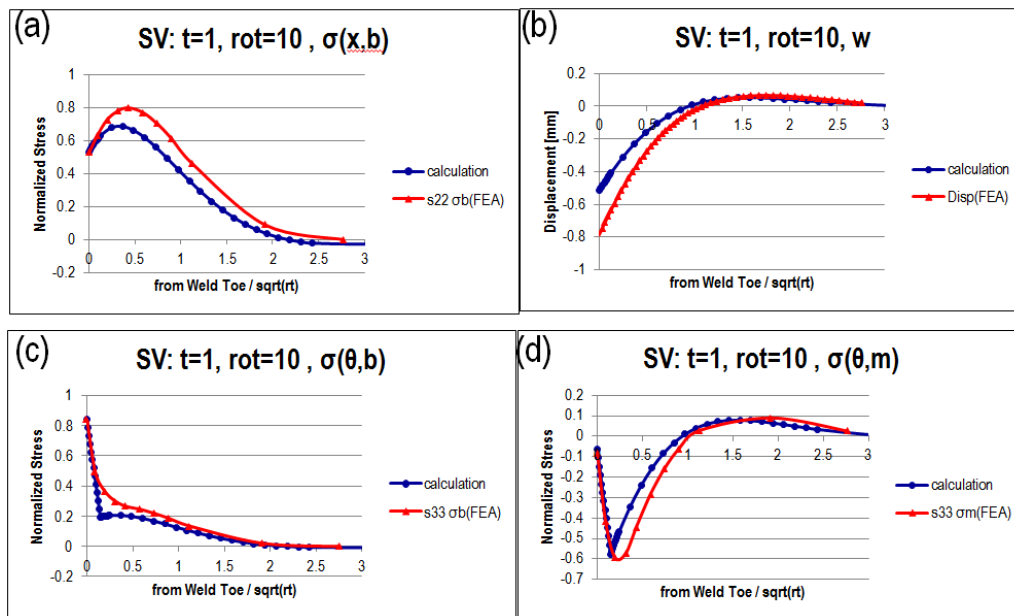 (a)
SV: t=1, rot=10 , σ(x,b)
Normalized Stress
1
0.8
0.6
0.4
0.2
0
-0.2
0 0.5 1 1.5 2 2.5 3
from Weld Toe / sqrt(rt)
calculation
s22 σb(FEA)
(b)
SV: t=1, rot=10, w
Displacement [mm]
0.2
0
-0.2
-0.4
-0.6
-0.8
-1
0 0.5 1 1.5 2 2.5 3
from Weld Toe / sqrt(rt)
calculation
Disp(FEA)
(c)
SV: t=1, rot=10 , σ(θ,b)
Normalized Stress
1
0.8
0.6
0.4
0.2
0
-0.2
0 0.5 1 1.5 2 2.5 3
from Weld Toe / sqrt(rt)
calculation
s33 σb(FEA)
(d)
SV: t=1, rot=10 , σ(θ,m)
Normalized Stress
0.2
0.1
0
-0.1
-0.2
-0.3
-0.4
-0.5
-0.6
-0.7
0 0.5 1 1.5 2 2.5 3
from Weld Toe / sqrt(rt)
calculation
s33 σm(FEA)